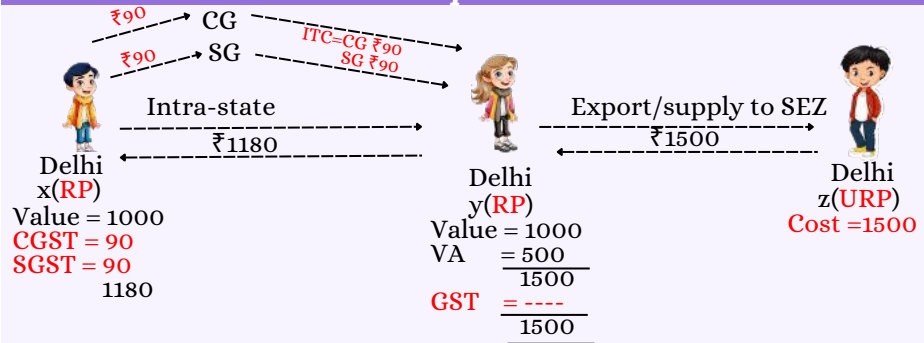 ₹90
CG
₹90
SG
ITC=CG ₹90
SG ₹90
Intra-state
₹1180
Export/supply to SEZ
₹1500
Delhi
x(RP)
Value = 1000
CGST = 90
SGST = 90
1180
Delhi
y(RP)
Value = 1000
VA = 500
1500
GST = ----
1500
Delhi
z(URP)
Cost =1500